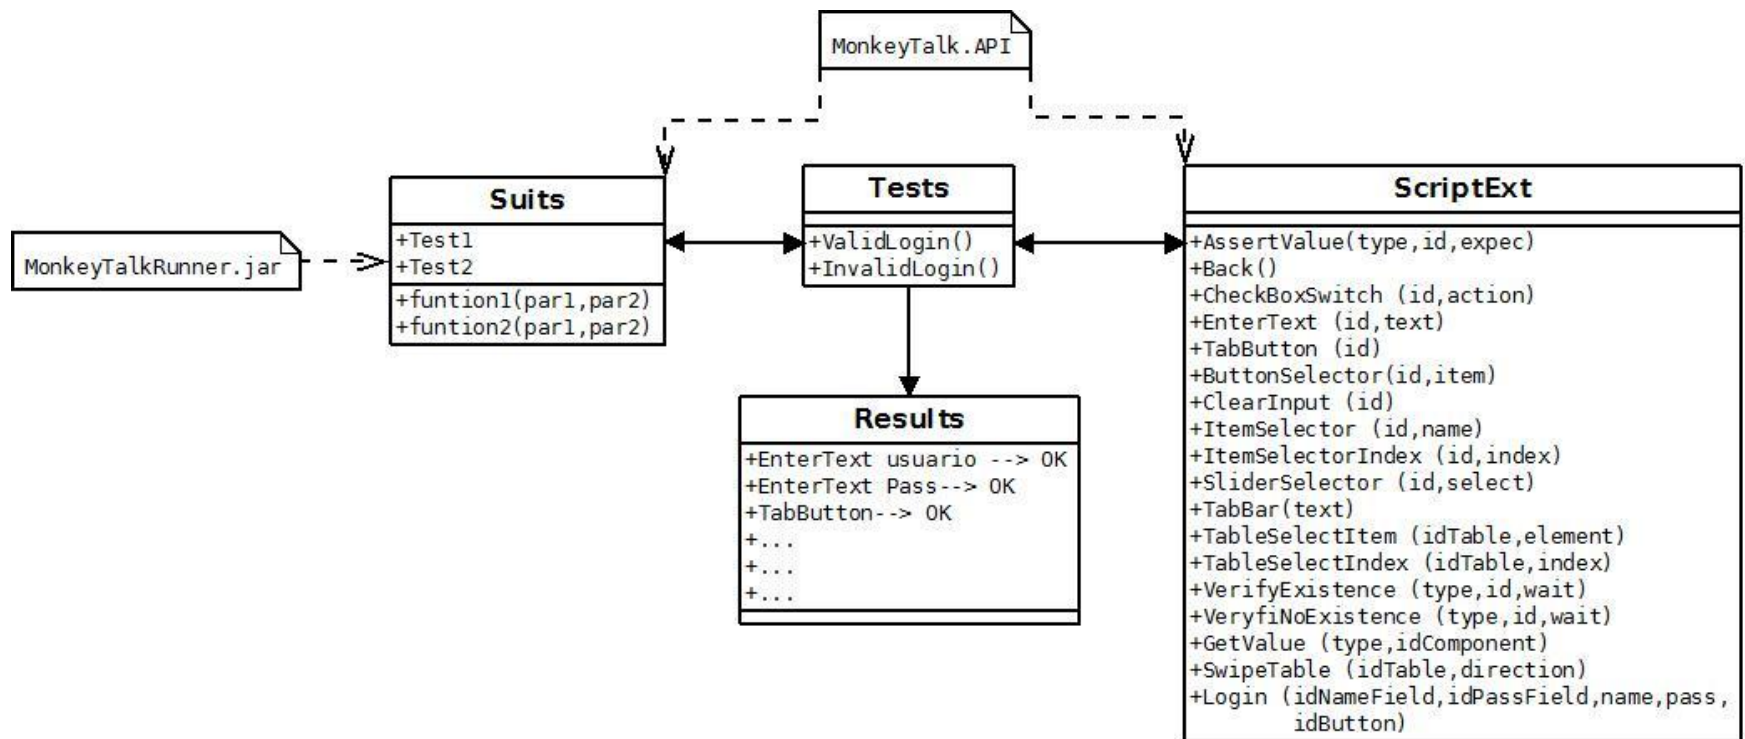 MonkeyTalk.API
MonkeyTalkRunner.jar
Suits
+Test1
+Test2
+funtion1(par1,par2)
+funtion2(par1,par2)
Tests
+ValidLogin()
+InvalidLogin()
Results
+EnterText usuario --> OK
+EnterText Pass--> OK
+TabButton--> OK
+...
+...
+...
ScriptExt
+AssertValue(type,id,expec)
+Back()
+CheckBoxSwitch (id,action)
+EnterText (id,text)
+TabButton (id)
+ButtonSelector(id,item)
+ClearInput (id)
+ItemSelector (id,name)
+ItemSelectorIndex (id,index)
+SliderSelector (id,select)
+TabBar(text)
+TableSelectItem (idTable,element)
+TableSelectIndex (idTable,index)
+VerifyExistence (type,id,wait)
+VeryfiNoExistence (type,id,wait)
+GetValue (type,idComponent)
+SwipeTable (idTable,direction)
+Login (idNameField,idPassField,name,pass,
idButton)